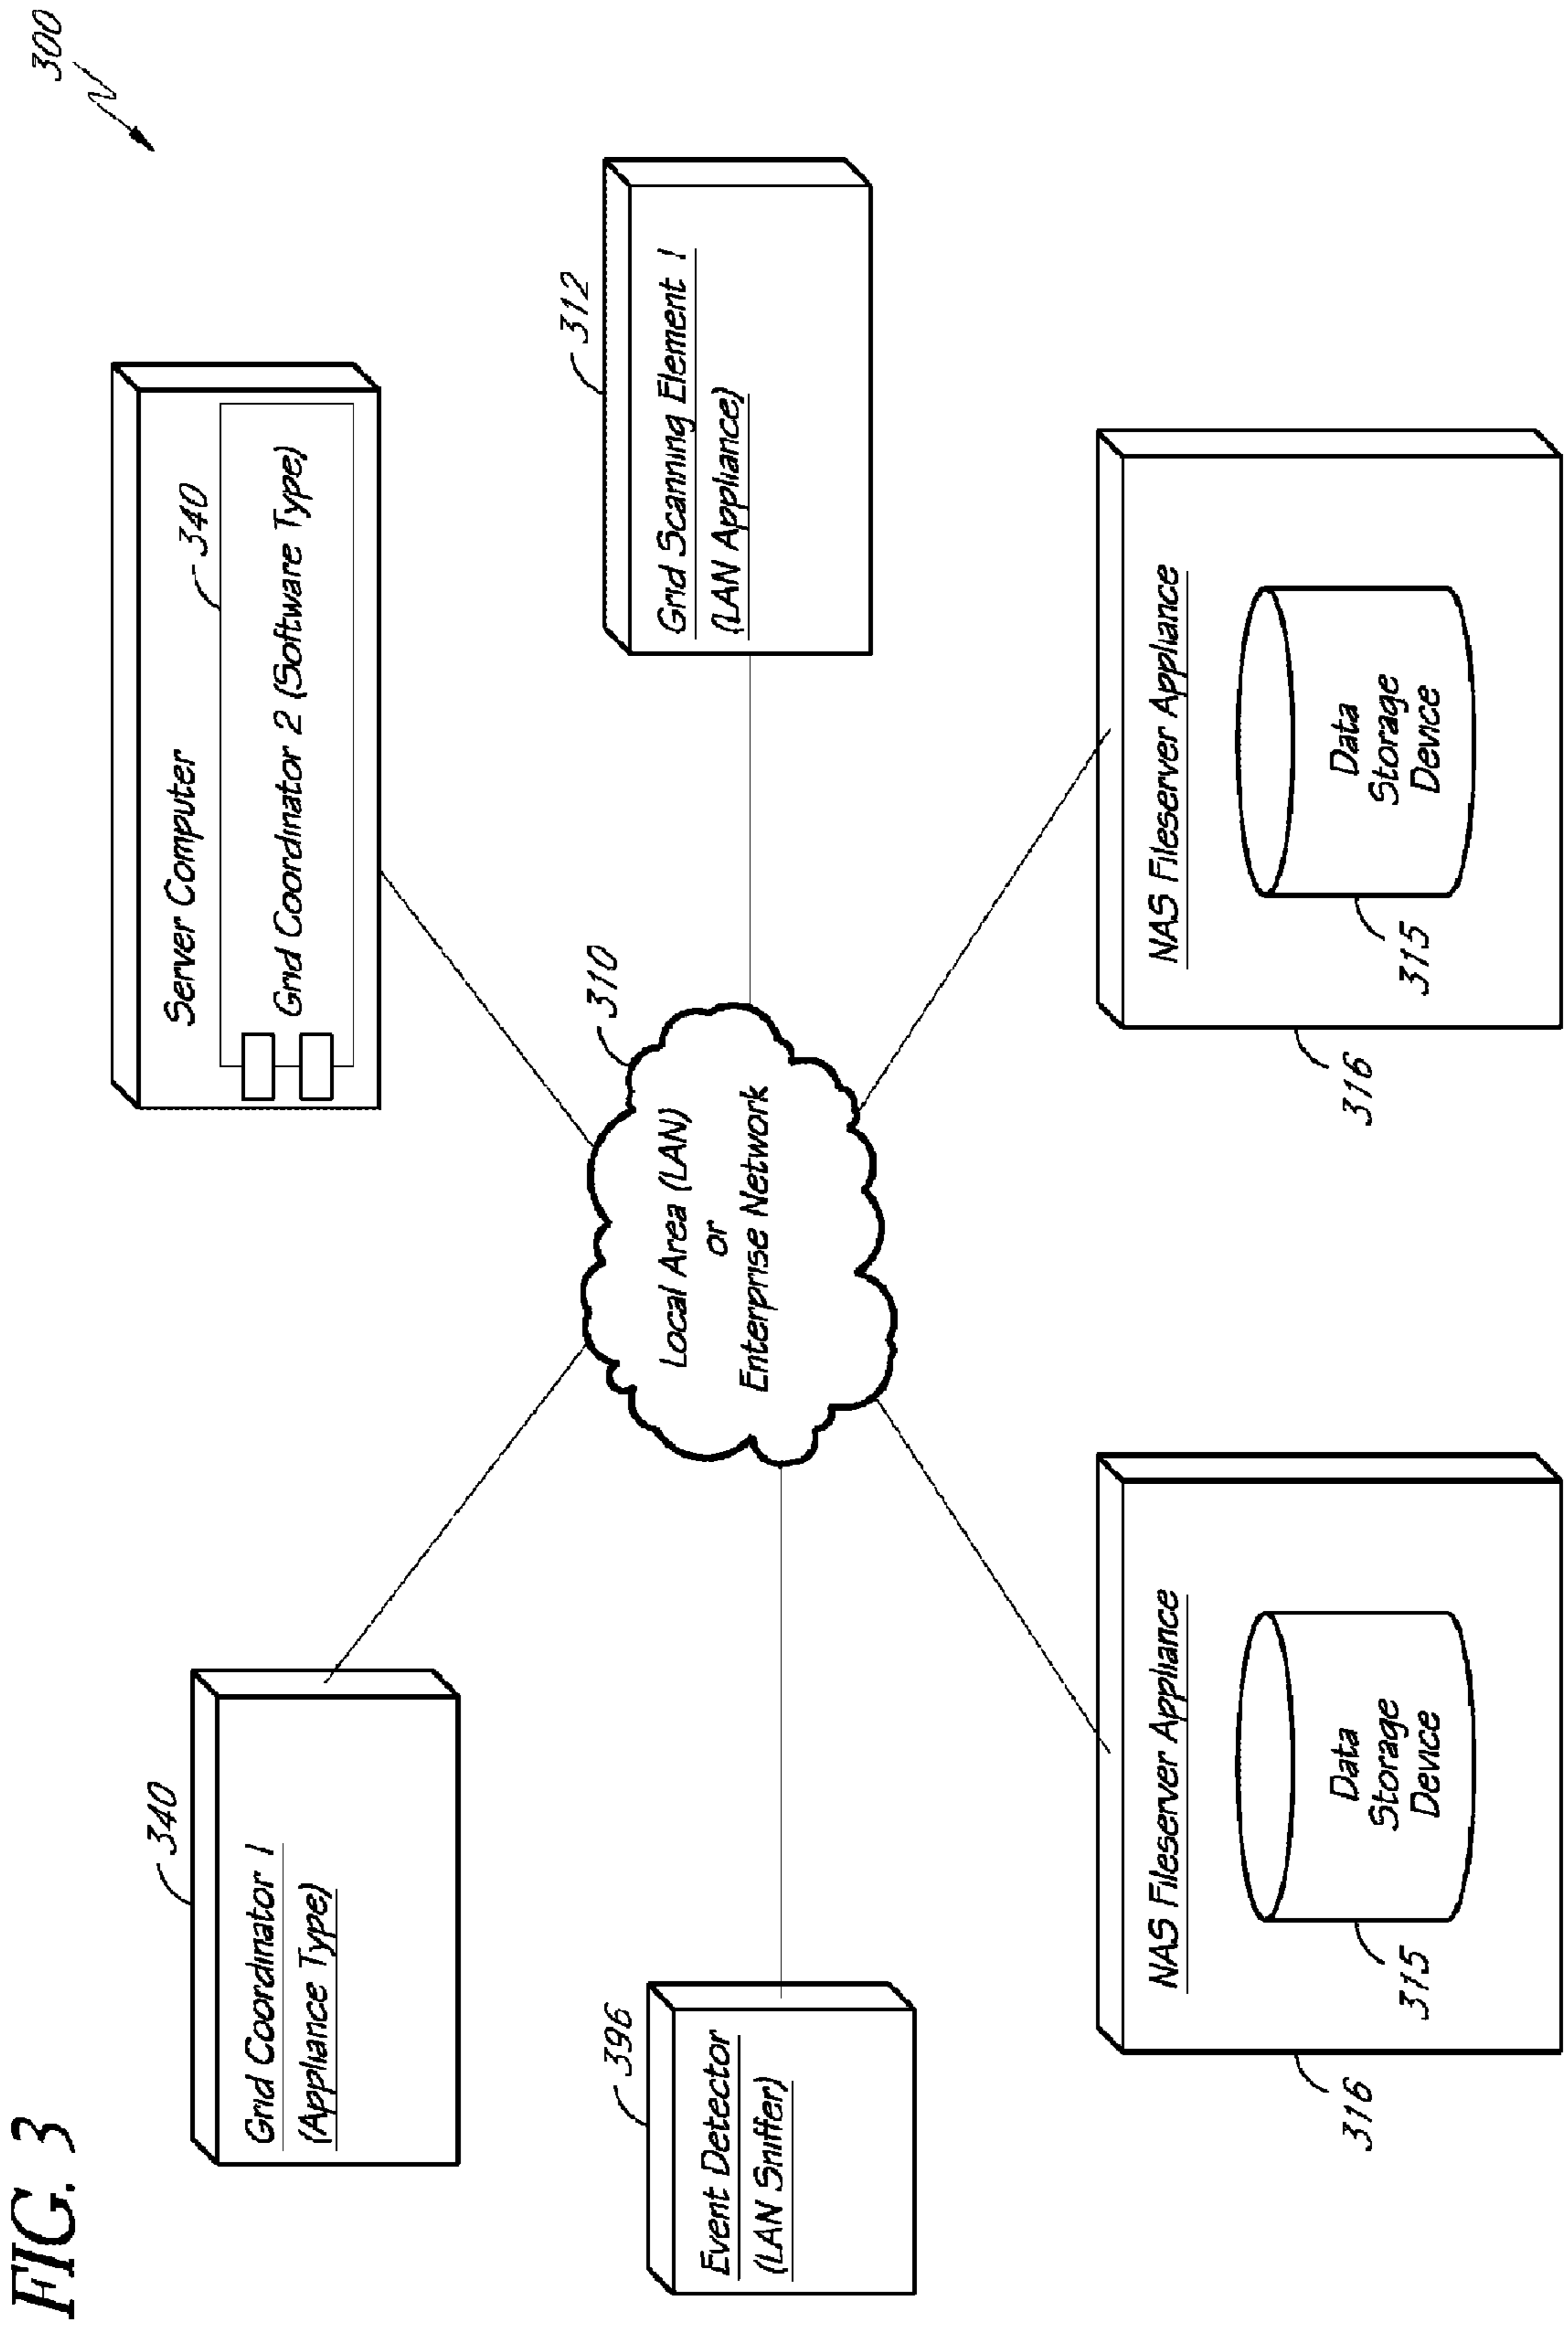 FIG. 3
300
340
Grid Coordinator 1
(Appliance Type)
Server Computer
340
Grid Coordinator 2 (Software Type)
396
Event Detector
(LAN Sniffer)
310
Local Area (LAN)
or
Enterprise Network
312
Grid Scanning Element 1
(LAN Appliance)
NAS Fileserver Appliance
Data
Storage
Device
315
316
NAS Fileserver Appliance
Data
Storage
Device
315
316